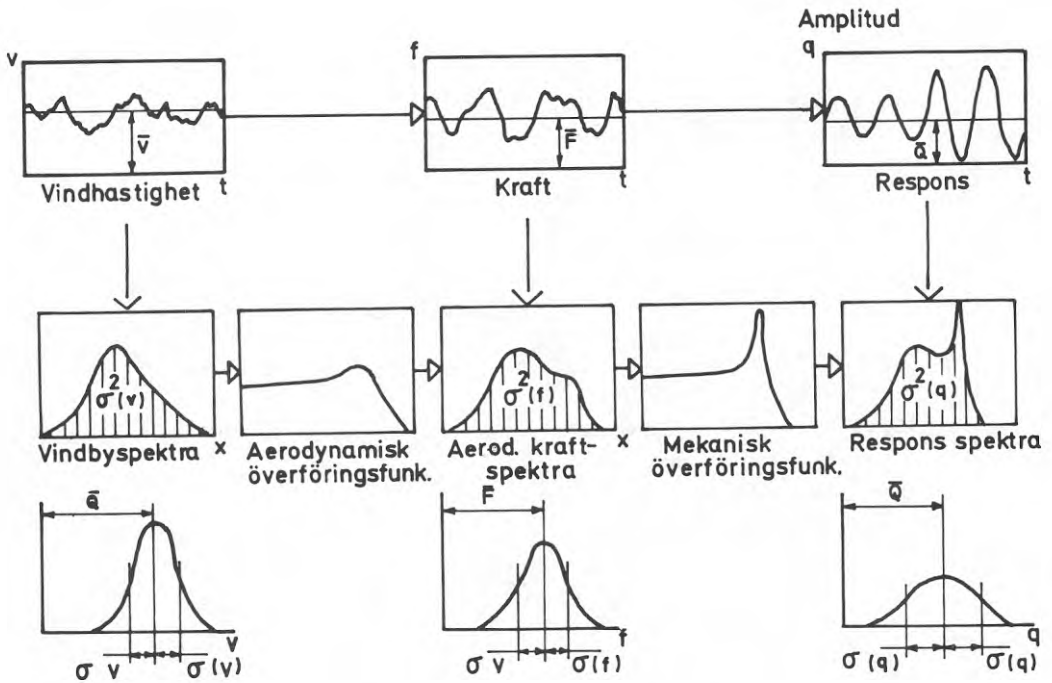 Amplitud
v
f
q
V̄
F̄
Q̄
t
t
t
Vindhastighet
Kraft
Respons
σ²(v)
σ²(f)
σ²(q)
Vindbyspektra x
Aerodynamisk
överföringsfunk.
Aerod. kraft- x
spektra
Mekanisk
överföringsfunk.
Respons spektra
Q̄
F̄
Q̄
v
f
q
σ v
σ(v)
σ v
σ(f)
σ(q)
σ(q)